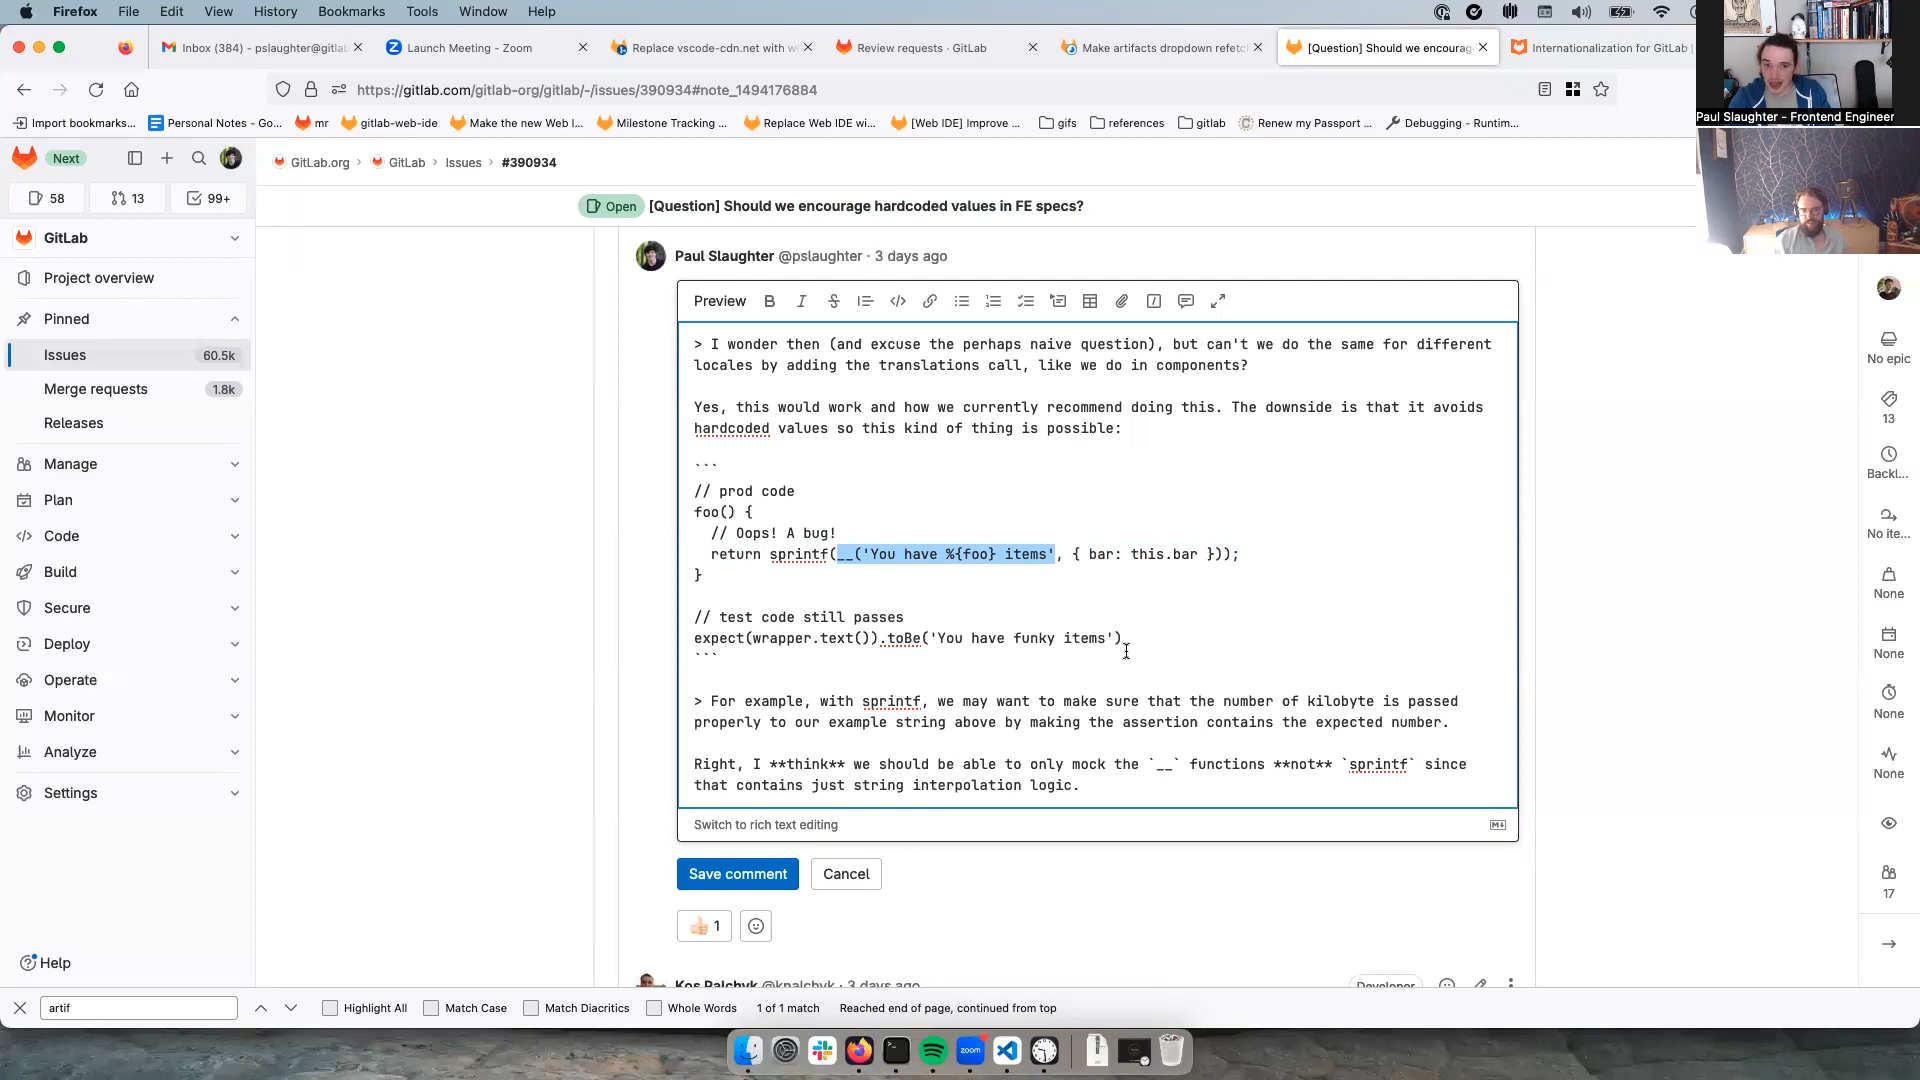 Firefox File Edit View History Bookmarks Tools Window Help
Inbox (384) - pslaughter@gitlab
Launch Meeting - Zoom
Replace vscode-cdn.net with w
Review requests · GitLab
Make artifacts dropdown refetc
[Question] Should we encourag
Internationalization for GitLab
https://gitlab.com/gitlab-org/gitlab/-/issues/390934#note_1494176884
Import bookmarks...
Personal Notes - Go...
mr
gitlab-web-ide
Make the new Web I...
Milestone Tracking ...
Replace Web IDE wi...
[Web IDE] Improve ...
gifs
references
gitlab
Renew my Passport ...
Debugging - Runtim...
Paul Slaughter - Frontend Engineer
Next
58
13
99+
GitLab.org › GitLab › Issues › #390934
Open [Question] Should we encourage hardcoded values in FE specs?
GitLab
Project overview
Pinned
Issues 60.5k
Merge requests 1.8k
Releases
Manage
Plan
Code
Build
Secure
Deploy
Operate
Monitor
Analyze
Settings
Help
Paul Slaughter @pslaughter · 3 days ago
Preview
> I wonder then (and excuse the perhaps naive question), but can't we do the same for different
locales by adding the translations call, like we do in components?
Yes, this would work and how we currently recommend doing this. The downside is that it avoids
hardcoded values so this kind of thing is possible:
```
// prod code
foo() {
// Oops! A bug!
return sprintf(__('You have %{foo} items', { bar: this.bar }));
}
// test code still passes
expect(wrapper.text()).toBe('You have funky items')
```
> For example, with sprintf, we may want to make sure that the number of kilobyte is passed
properly to our example string above by making the assertion contains the expected number.
Right, I **think** we should be able to only mock the `__` functions **not** `sprintf` since
that contains just string interpolation logic.
Switch to rich text editing
Save comment
Cancel
1
Kos Palchyk @kpalchyk · 3 days ago
Developer
No epic
13
Backl...
No ite...
None
None
None
None
17
artif
Highlight All
Match Case
Match Diacritics
Whole Words
1 of 1 match
Reached end of page, continued from top
zoom